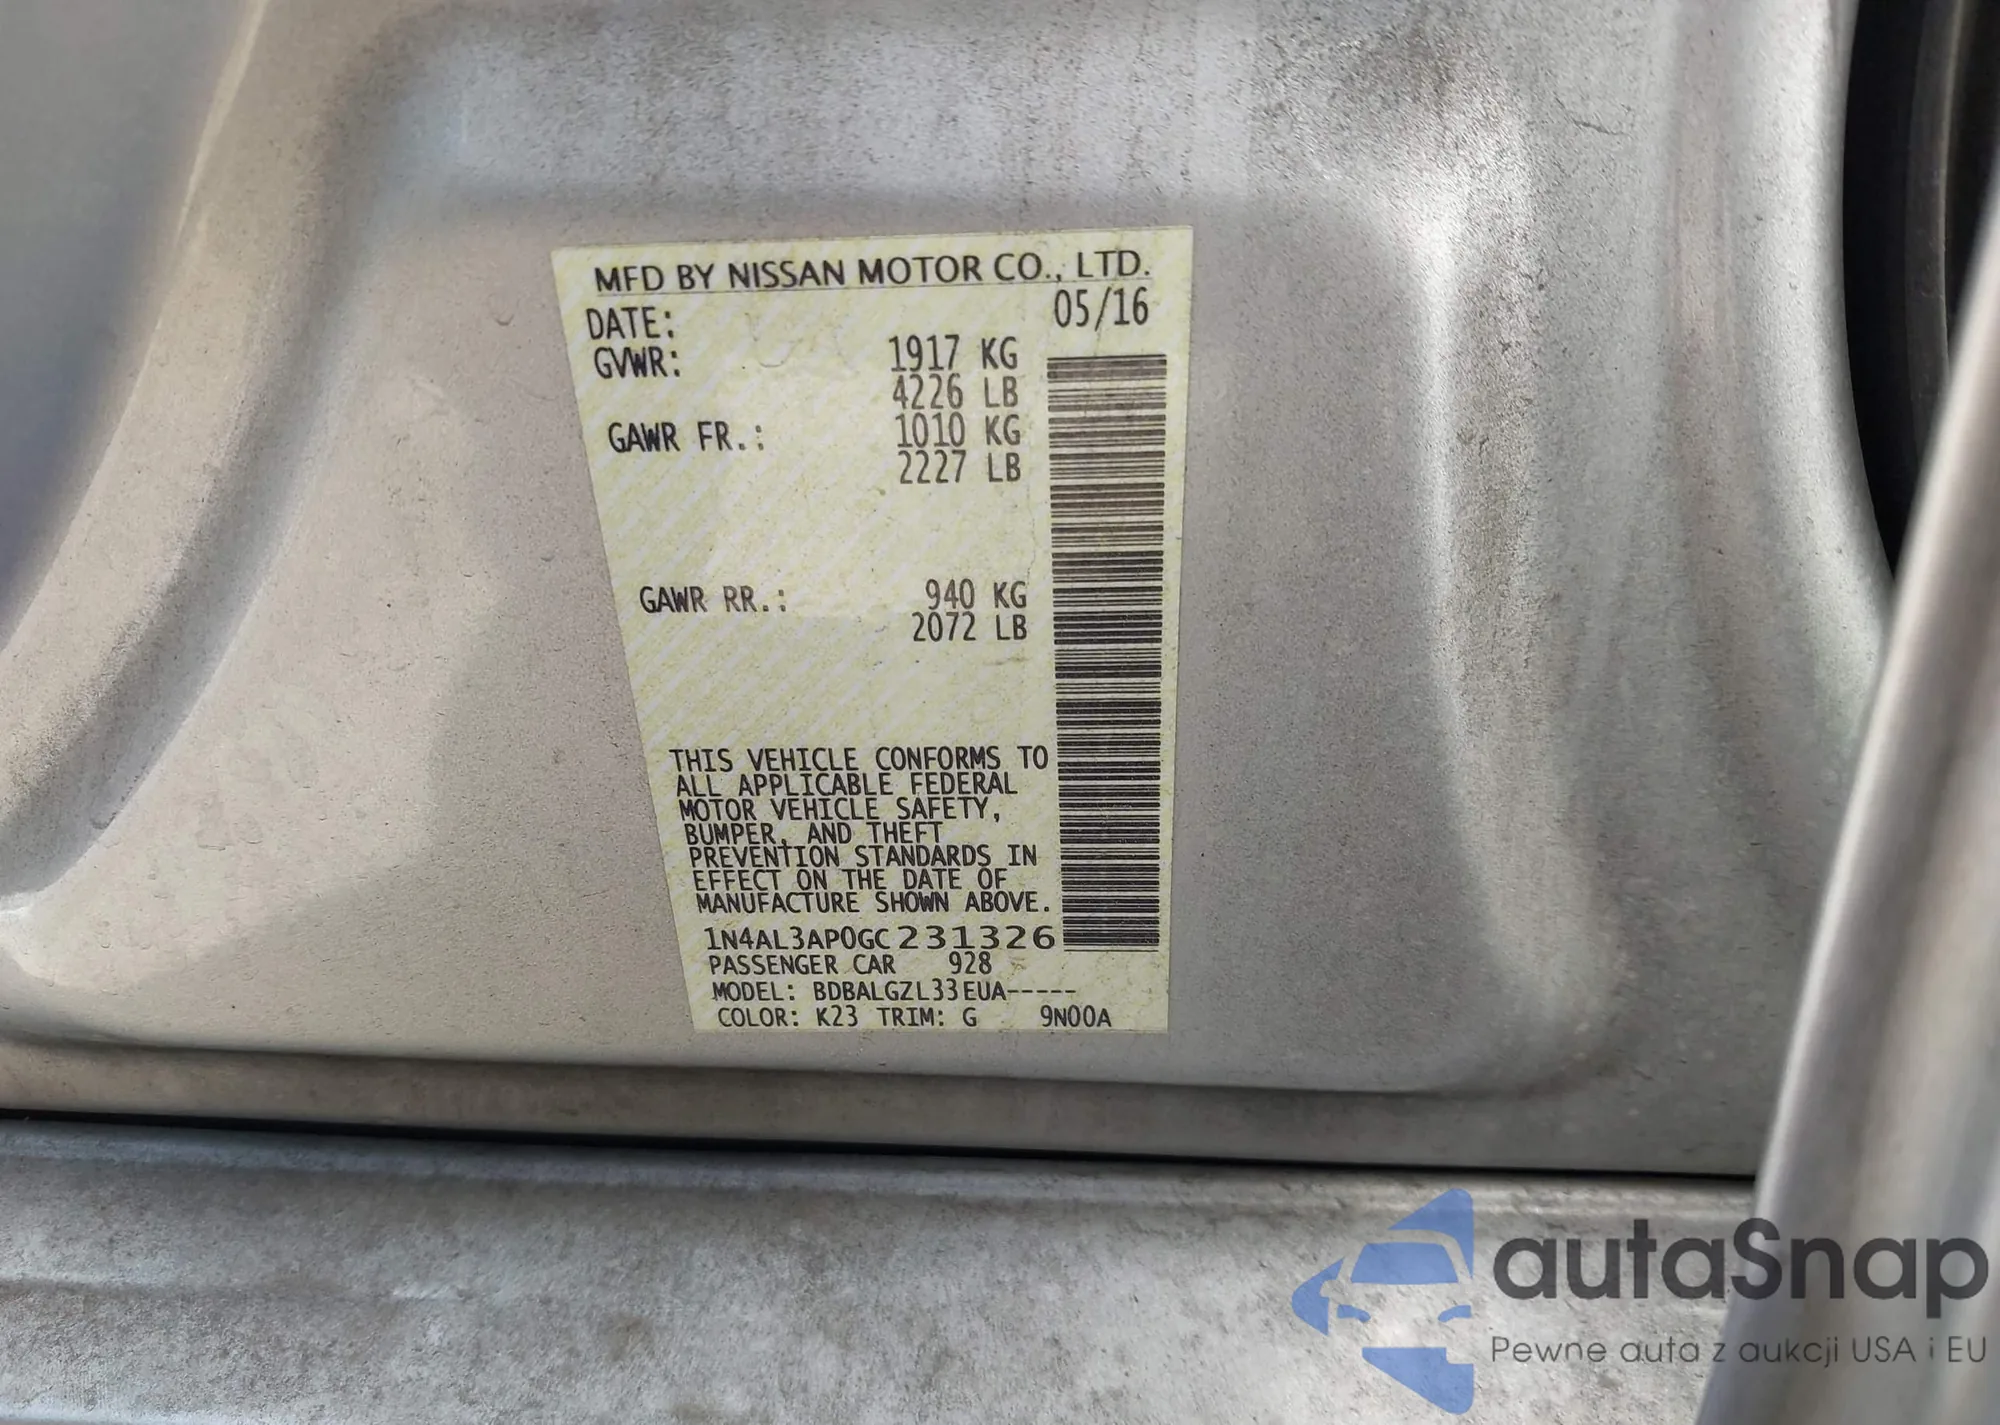 MFD BY NISSAN MOTOR CO., LTD.
DATE: 05/16
GVWR: 1917 KG
4226 LB
GAWR FR.: 1010 KG
2227 LB
GAWR RR.: 940 KG
2072 LB
THIS VEHICLE CONFORMS TO
ALL APPLICABLE FEDERAL
MOTOR VEHICLE SAFETY,
BUMPER, AND THEFT
PREVENTION STANDARDS IN
EFFECT ON THE DATE OF
MANUFACTURE SHOWN ABOVE.
1N4AL3AP0GC231326
PASSENGER CAR 928
MODEL: BDBALGZL33EUA-----
COLOR: K23 TRIM: G 9N00A
autaSnap
Pewne auta z aukcji USA i EU